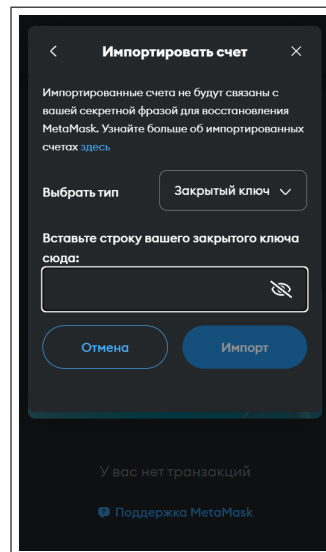 Импортировать счет
Импортированные счета не будут связаны с
вашей секретной фразой для восстановления
MetaMask. Узнайте больше об импортированных
счетах здесь
Выбрать тип
Закрытый ключ
Вставьте строку вашего закрытого ключа
сюда:
Отмена
Импорт
У вас нет транзакций
Поддержка MetaMask